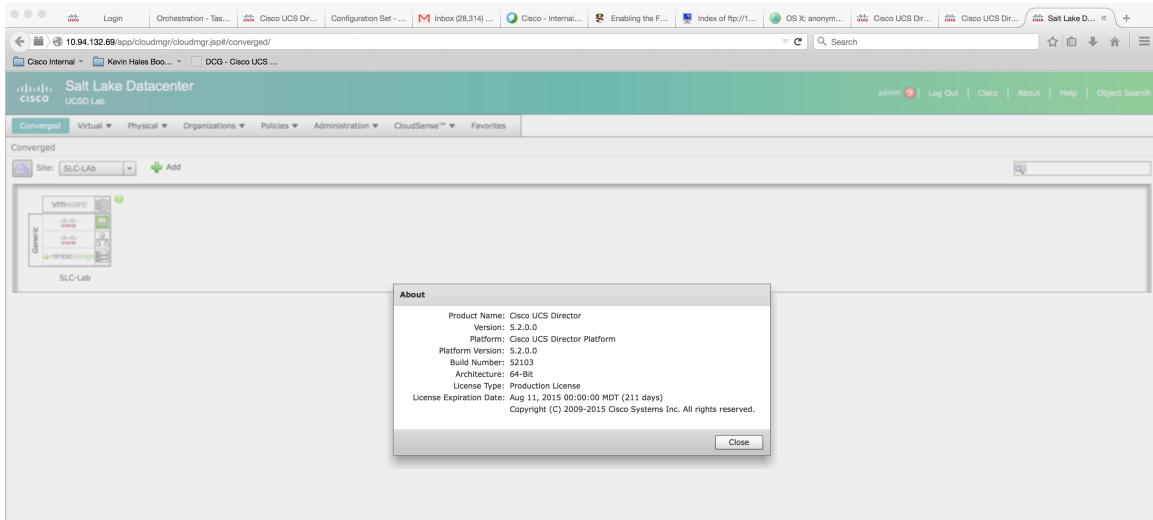 Login
Orchestration - Tas...
Cisco UCS Dir...
Configuration Set - ...
Inbox (28,314) ...
Cisco - Internal...
Enabling the F...
Index of ftp://1...
OS X: anonym...
Cisco UCS Dir...
Cisco UCS Dir...
Salt Lake D...
10.94.132.69/app/cloudmgr/cloudmgr.jsp#/converged/
Search
Cisco Internal
Kevin Hales Boo...
DCG - Cisco UCS ...
CISCO
Salt Lake Datacenter
UCSD Lab
admin
Log Out | Cisco | About | Help | Object Search
Converged
Virtual
Physical
Organizations
Policies
Administration
CloudSense™
Favorites
Converged
Site: SLC-LAb
Add
vmware
Generic
CISCO
CISCO
nimblestorage
SLC-Lab
About
Product Name: Cisco UCS Director
Version: 5.2.0.0
Platform: Cisco UCS Director Platform
Platform Version: 5.2.0.0
Build Number: 52103
Architecture: 64-Bit
License Type: Production License
License Expiration Date: Aug 11, 2015 00:00:00 MDT (211 days)
Copyright (C) 2009-2015 Cisco Systems Inc. All rights reserved.
Close